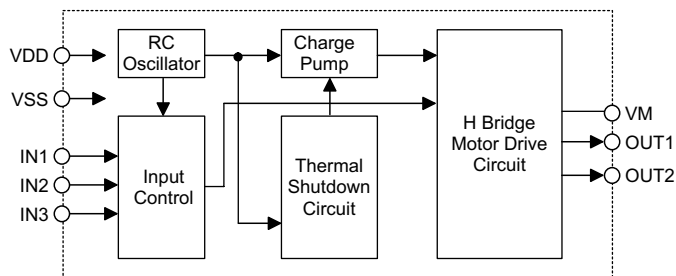 VDD
VSS
IN1
IN2
IN3
RC
Oscillator
Charge
Pump
Input
Control
Thermal
Shutdown
Circuit
H Bridge
Motor Drive
Circuit
VM
OUT1
OUT2